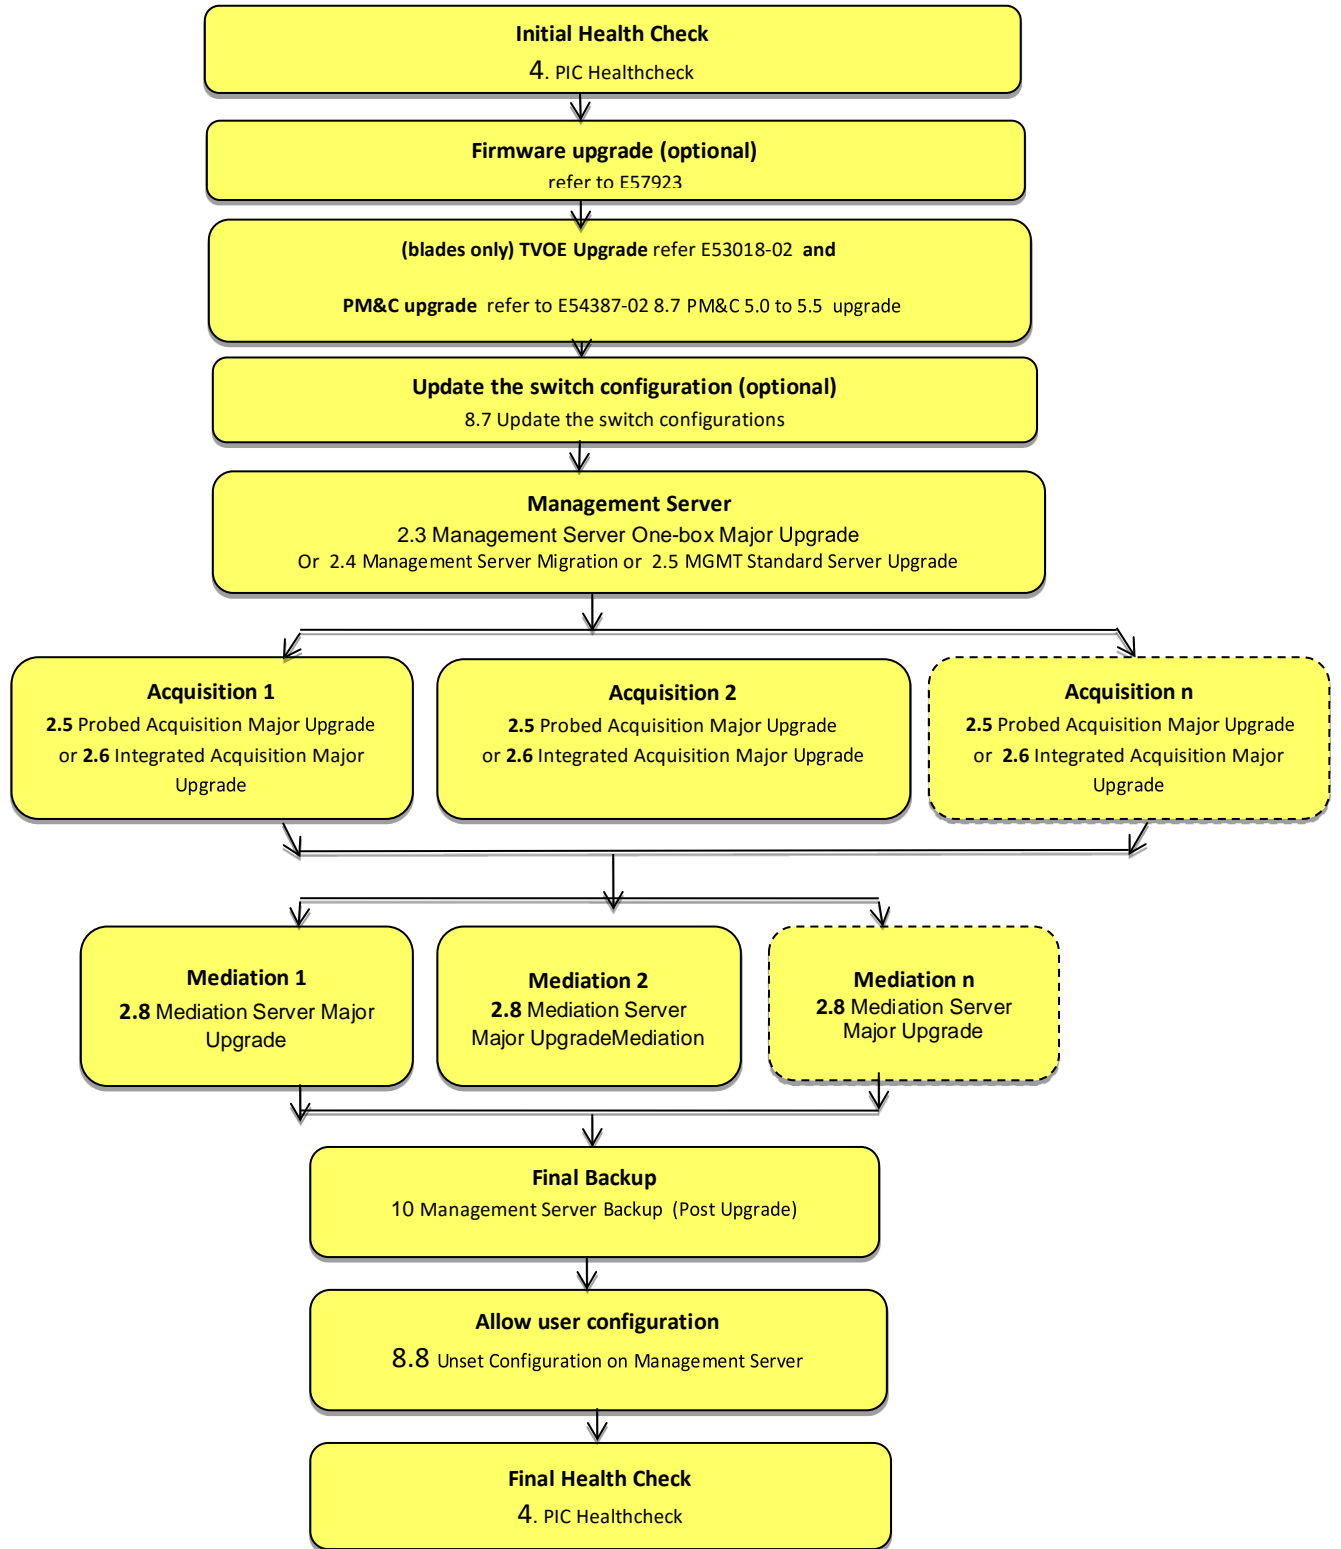 Initial Health Check
4. PIC Healthcheck
Firmware upgrade (optional)
refer to E57923
(blades only) TVOE Upgrade refer E53018-02 and
PM&C upgrade refer to E54387-02 8.7 PM&C 5.0 to 5.5 upgrade
Update the switch configuration (optional)
8.7 Update the switch configurations
Management Server
2.3 Management Server One-box Major Upgrade
Or 2.4 Management Server Migration or 2.5 MGMT Standard Server Upgrade
Acquisition 1
2.5 Probed Acquisition Major Upgrade
or 2.6 Integrated Acquisition Major
Upgrade
Acquisition 2
2.5 Probed Acquisition Major Upgrade
or 2.6 Integrated Acquisition Major Upgrade
Acquisition n
2.5 Probed Acquisition Major Upgrade
or 2.6 Integrated Acquisition Major
Upgrade
Mediation 1
2.8 Mediation Server Major
Upgrade
Mediation 2
2.8 Mediation Server
Major UpgradeMediation
Mediation n
2.8 Mediation Server
Major Upgrade
Final Backup
10 Management Server Backup (Post Upgrade)
Allow user configuration
8.8 Unset Configuration on Management Server
Final Health Check
4. PIC Healthcheck